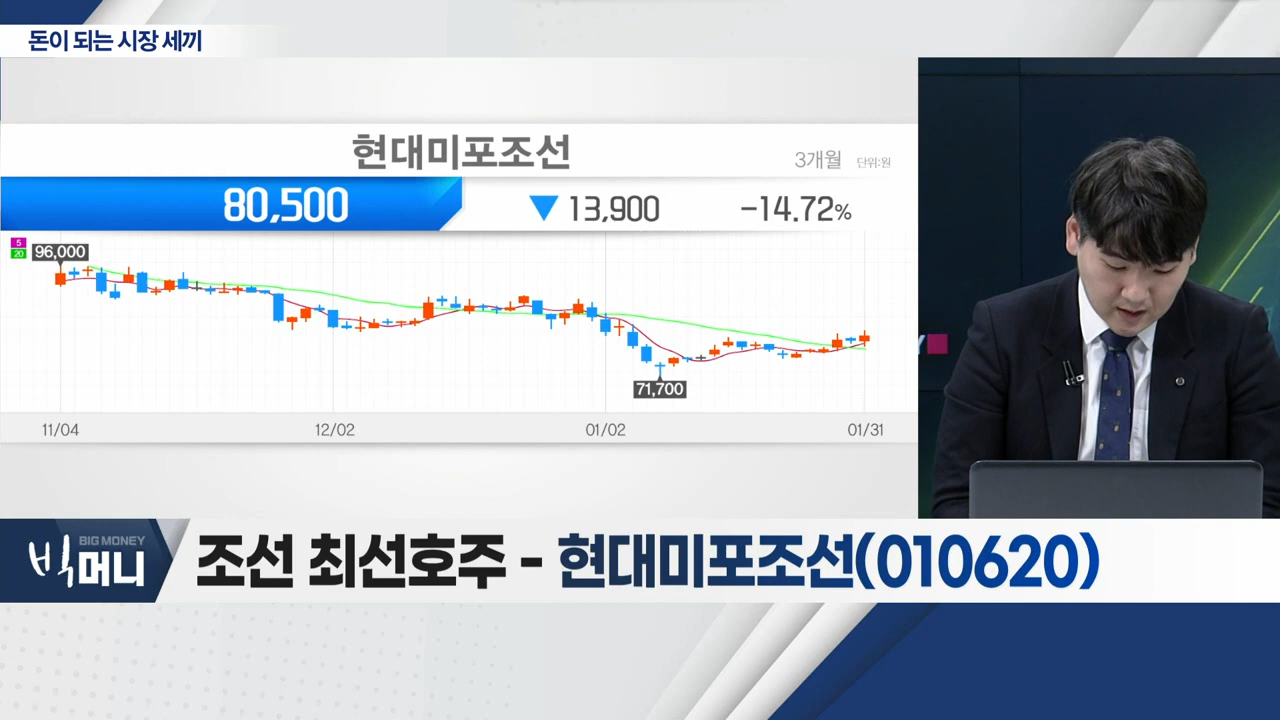 돈이 되는 시장 세끼
현대미포조선
3개월 단위:원
80,500 ▼ 13,900 -14.72%
5
20
96,000
71,700
11/04 12/02 01/02 01/31
Y
BIG MONEY
빅머니
조선 최선호주 - 현대미포조선(010620)